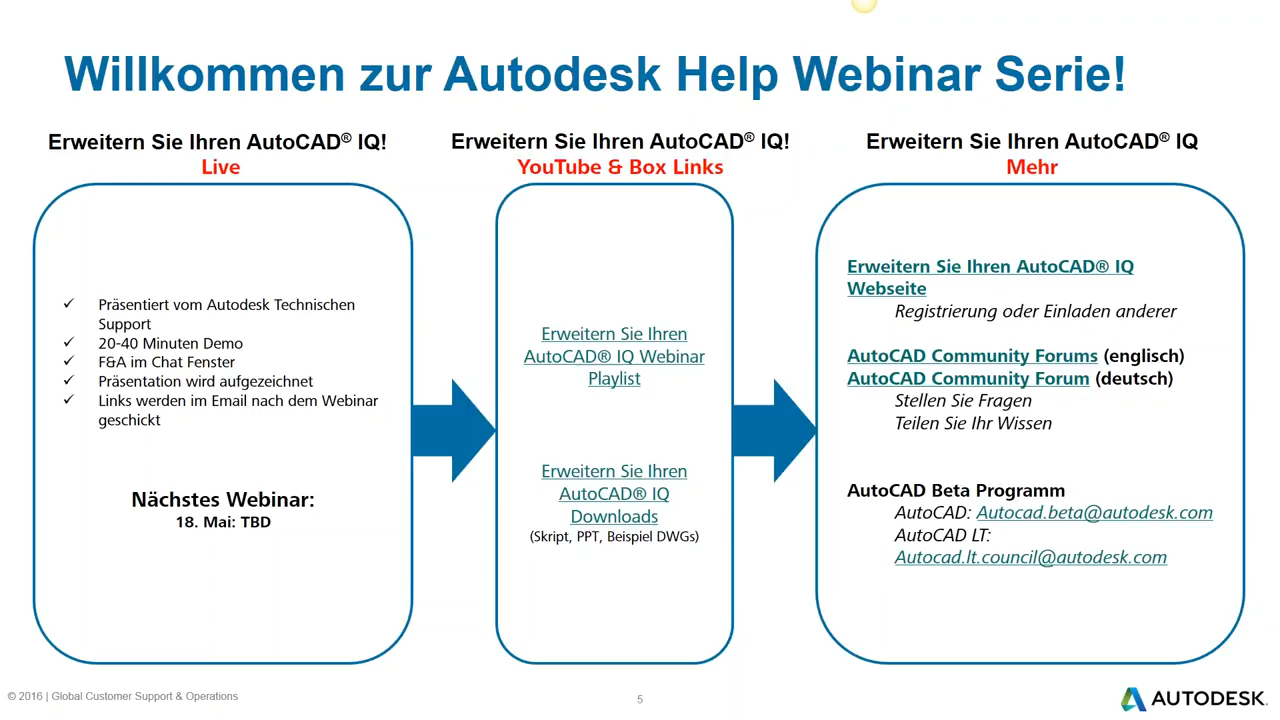 Willkommen zur Autodesk Help Webinar Serie!
Erweitern Sie Ihren AutoCAD® IQ!
Live
✓ Präsentiert vom Autodesk Technischen
Support
✓ 20-40 Minuten Demo
✓ F&A im Chat Fenster
✓ Präsentation wird aufgezeichnet
✓ Links werden im Email nach dem Webinar
geschickt
Nächstes Webinar:
18. Mai: TBD
Erweitern Sie Ihren AutoCAD® IQ!
YouTube & Box Links
Erweitern Sie Ihren
AutoCAD® IQ Webinar
Playlist
Erweitern Sie Ihren
AutoCAD® IQ
Downloads
(Skript, PPT, Beispiel DWGs)
Erweitern Sie Ihren AutoCAD® IQ
Mehr
Erweitern Sie Ihren AutoCAD® IQ
Webseite
Registrierung oder Einladen anderer
AutoCAD Community Forums (englisch)
AutoCAD Community Forum (deutsch)
Stellen Sie Fragen
Teilen Sie Ihr Wissen
AutoCAD Beta Programm
AutoCAD: Autocad.beta@autodesk.com
AutoCAD LT:
Autocad.lt.council@autodesk.com
© 2016 | Global Customer Support & Operations
5
AUTODESK.